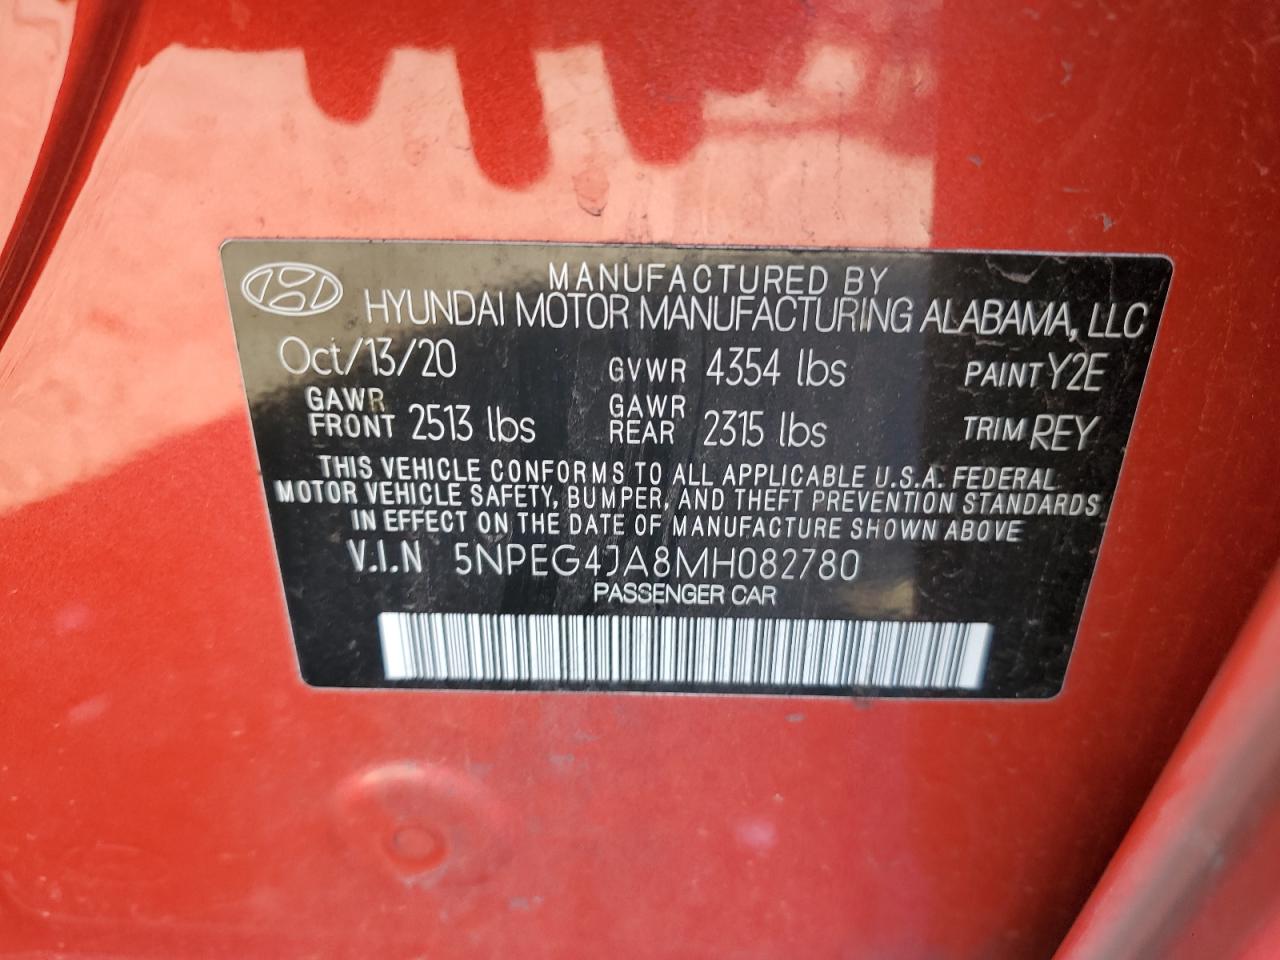 MANUFACTURED BY
HYUNDAI MOTOR MANUFACTURING ALABAMA, LLC
Oct/13/20 GVWR 4354 lbs PAINT Y2E
GAWR FRONT 2513 lbs GAWR REAR 2315 lbs TRIM REY
THIS VEHICLE CONFORMS TO ALL APPLICABLE U.S.A. FEDERAL
MOTOR VEHICLE SAFETY, BUMPER, AND THEFT PREVENTION STANDARDS
IN EFFECT ON THE DATE OF MANUFACTURE SHOWN ABOVE
V.I.N 5NPEG4JA8MH082780
PASSENGER CAR